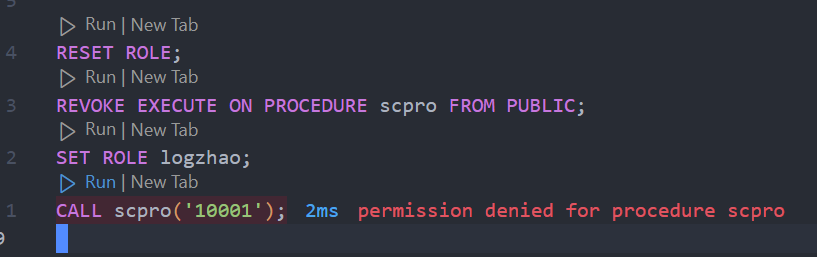 5
Run | New Tab
4 RESET ROLE;
Run | New Tab
3 REVOKE EXECUTE ON PROCEDURE scpro FROM PUBLIC;
Run | New Tab
2 SET ROLE logzhao;
Run | New Tab
1 CALL scpro('10001'); 2ms permission denied for procedure scpro
9